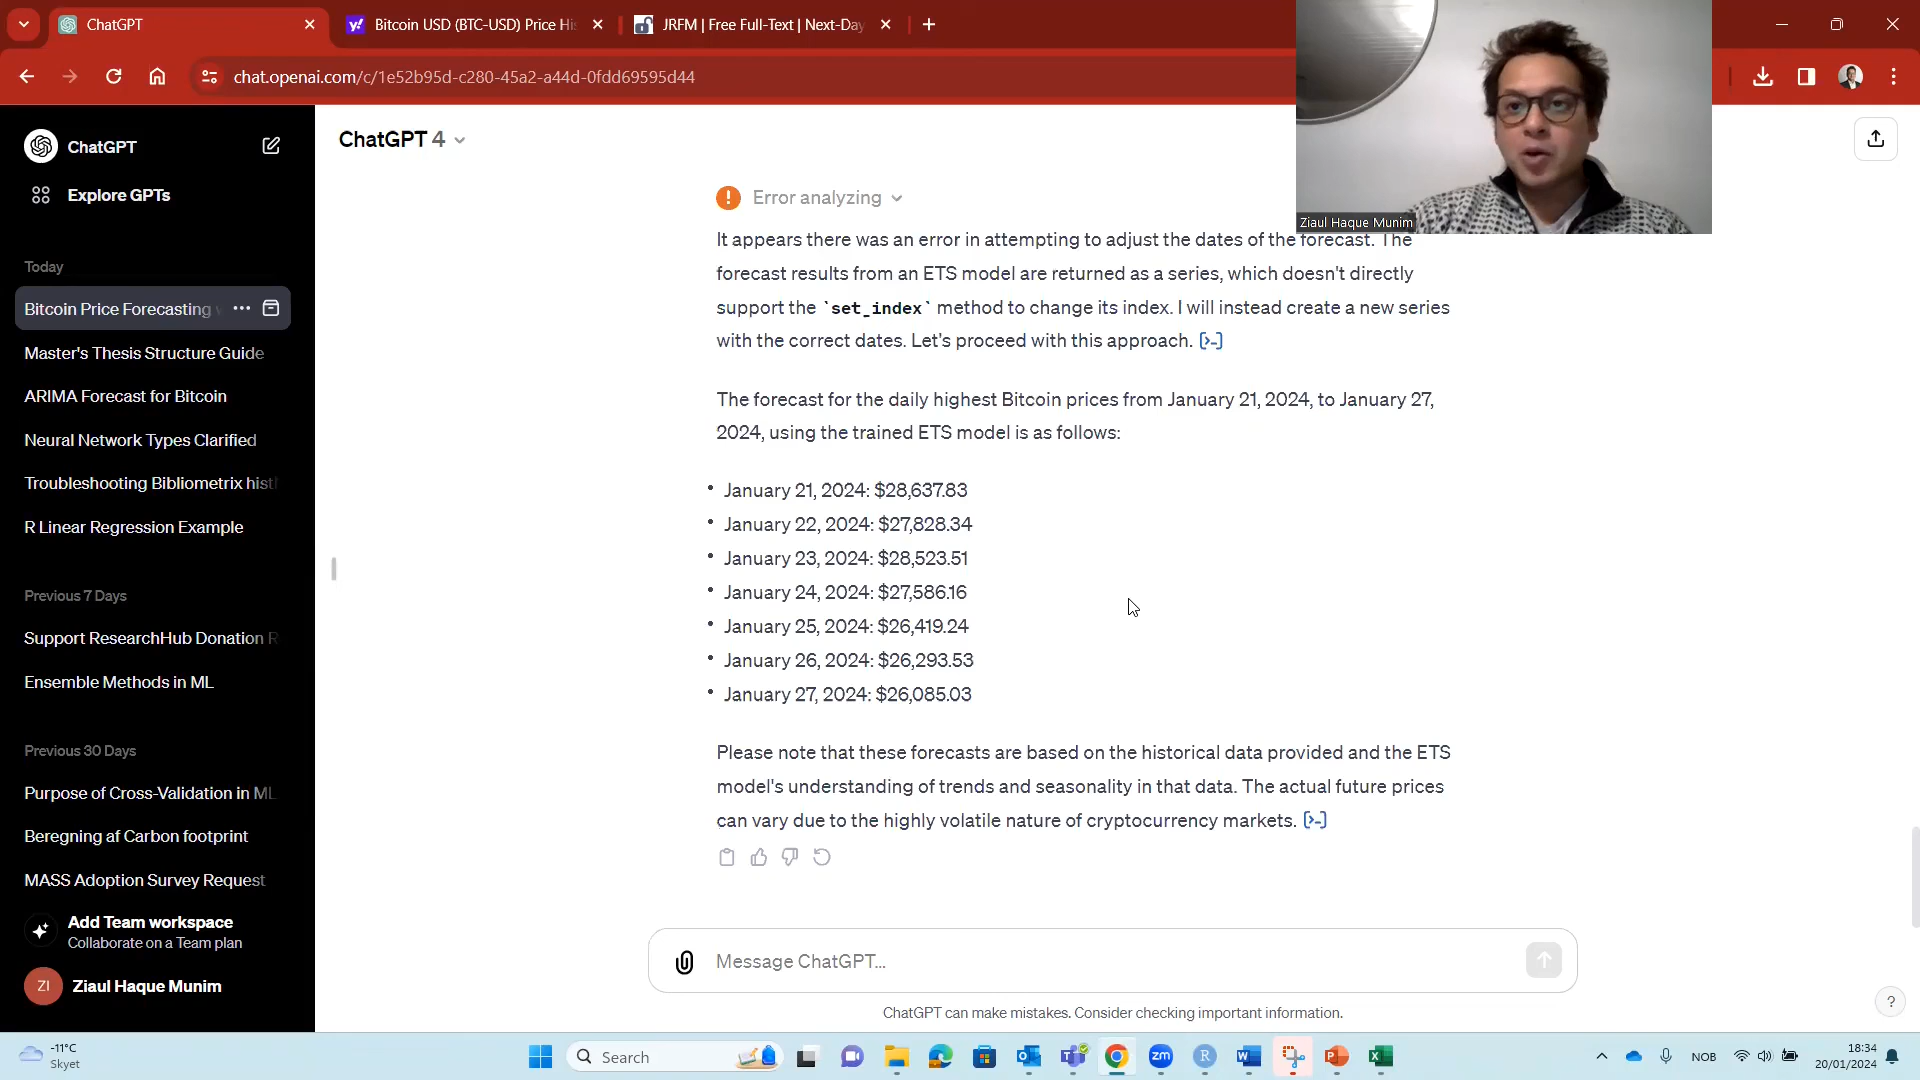 ChatGPT
Bitcoin USD (BTC-USD) Price Hi
JRFM | Free Full-Text | Next-Day
chat.openai.com/c/1e52b95d-c280-45a2-a44d-0fdd69595d44
ChatGPT
Explore GPTs
Today
Bitcoin Price Forecasting
Master's Thesis Structure Guide
ARIMA Forecast for Bitcoin
Neural Network Types Clarified
Troubleshooting Bibliometrix hist
R Linear Regression Example
Previous 7 Days
Support ResearchHub Donation R
Ensemble Methods in ML
Previous 30 Days
Purpose of Cross-Validation in ML
Beregning af Carbon footprint
MASS Adoption Survey Request
Add Team workspace
Collaborate on a Team plan
ZI Ziaul Haque Munim
ChatGPT 4
Ziaul Haque Munim
Error analyzing
It appears there was an error in attempting to adjust the dates of the forecast. The
forecast results from an ETS model are returned as a series, which doesn't directly
support the `set_index` method to change its index. I will instead create a new series
with the correct dates. Let's proceed with this approach. [>-]
The forecast for the daily highest Bitcoin prices from January 21, 2024, to January 27,
2024, using the trained ETS model is as follows:
• January 21, 2024: $28,637.83
• January 22, 2024: $27,828.34
• January 23, 2024: $28,523.51
• January 24, 2024: $27,586.16
• January 25, 2024: $26,419.24
• January 26, 2024: $26,293.53
• January 27, 2024: $26,085.03
Please note that these forecasts are based on the historical data provided and the ETS
model's understanding of trends and seasonality in that data. The actual future prices
can vary due to the highly volatile nature of cryptocurrency markets. [>-]
Message ChatGPT...
ChatGPT can make mistakes. Consider checking important information.
?
-11°C
Skyet
Search
NOB
18:34
20/01/2024